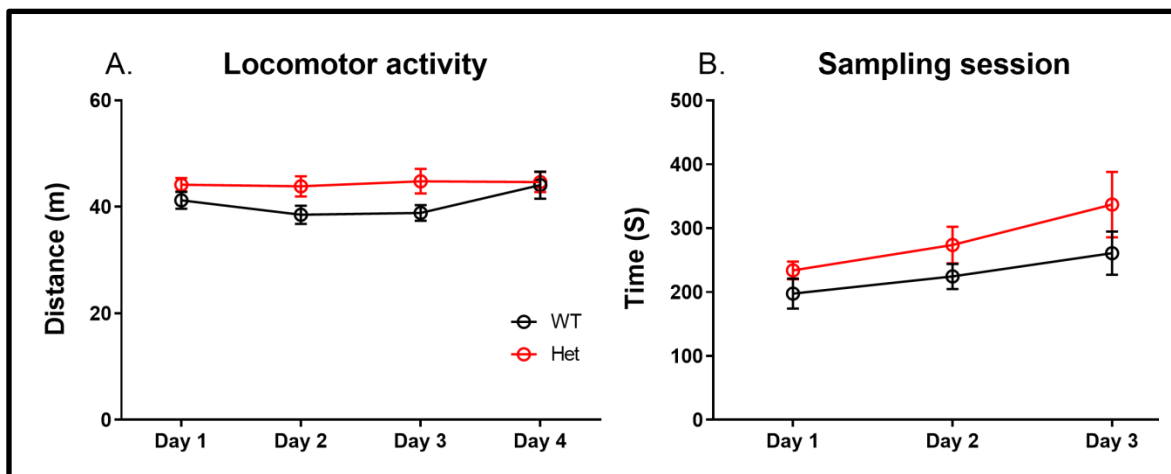 A. Locomotor activity
60
40
20
0
Distance (m)
WT
Het
Day 1 Day 2 Day 3 Day 4
B. Sampling session
500
400
300
200
100
0
Time (S)
Day 1 Day 2 Day 3